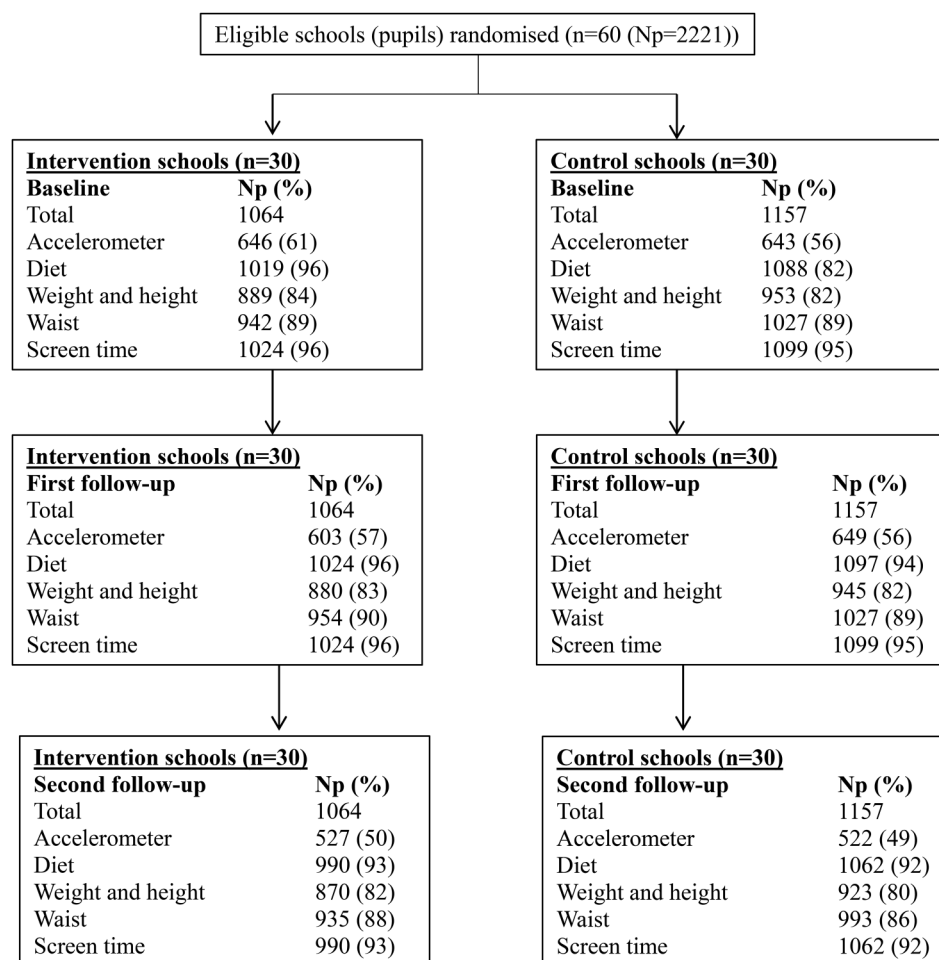 Eligible schools (pupils) randomised (n=60 (Np=2221))
Intervention schools (n=30)
Baseline Np (%)
Total 1064
Accelerometer 646 (61)
Diet 1019 (96)
Weight and height 889 (84)
Waist 942 (89)
Screen time 1024 (96)
Control schools (n=30)
Baseline Np (%)
Total 1157
Accelerometer 643 (56)
Diet 1088 (82)
Weight and height 953 (82)
Waist 1027 (89)
Screen time 1099 (95)
Intervention schools (n=30)
First follow-up Np (%)
Total 1064
Accelerometer 603 (57)
Diet 1024 (96)
Weight and height 880 (83)
Waist 954 (90)
Screen time 1024 (96)
Control schools (n=30)
First follow-up Np (%)
Total 1157
Accelerometer 649 (56)
Diet 1097 (94)
Weight and height 945 (82)
Waist 1027 (89)
Screen time 1099 (95)
Intervention schools (n=30)
Second follow-up Np (%)
Total 1064
Accelerometer 527 (50)
Diet 990 (93)
Weight and height 870 (82)
Waist 935 (88)
Screen time 990 (93)
Control schools (n=30)
Second follow-up Np (%)
Total 1157
Accelerometer 522 (49)
Diet 1062 (92)
Weight and height 923 (80)
Waist 993 (86)
Screen time 1062 (92)